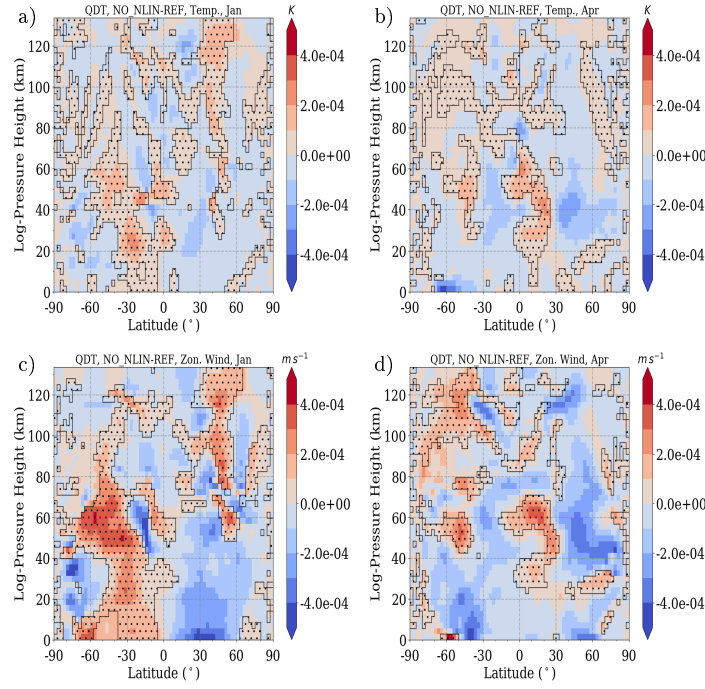 a) QDT, NO_NLIN-REF, Temp., Jan K
Log-Pressure Height (km)
120
100
80
60
40
20
0
-90 -60 -30 0 30 60 90
Latitude (°)
4.0e-04
2.0e-04
0.0e+00
-2.0e-04
-4.0e-04
b) QDT, NO_NLIN-REF, Temp., Apr K
Log-Pressure Height (km)
120
100
80
60
40
20
0
-90 -60 -30 0 30 60 90
Latitude (°)
4.0e-04
2.0e-04
0.0e+00
-2.0e-04
-4.0e-04
c) QDT, NO_NLIN-REF, Zon. Wind, Jan m s⁻¹
Log-Pressure Height (km)
120
100
80
60
40
20
0
-90 -60 -30 0 30 60 90
Latitude (°)
4.0e-04
2.0e-04
0.0e+00
-2.0e-04
-4.0e-04
d) QDT, NO_NLIN-REF, Zon. Wind, Apr m s⁻¹
Log-Pressure Height (km)
120
100
80
60
40
20
0
-90 -60 -30 0 30 60 90
Latitude (°)
4.0e-04
2.0e-04
0.0e+00
-2.0e-04
-4.0e-04